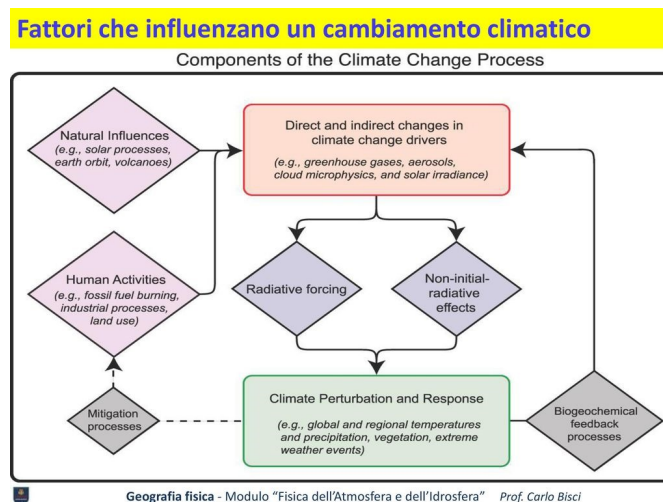 Fattori che influenzano un cambiamento climatico
Components of the Climate Change Process
Natural Influences
(e.g., solar processes,
earth orbit, volcanoes)
Direct and indirect changes in
climate change drivers
(e.g., greenhouse gases, aerosols,
cloud microphysics, and solar irradiance)
Human Activities
(e.g., fossil fuel burning,
industrial processes,
land use)
Radiative forcing
Non-initial-
radiative
effects
Mitigation
processes
Climate Perturbation and Response
(e.g., global and regional temperatures
and precipitation, vegetation, extreme
weather events)
Biogeochemical
feedback
processes
Geografia fisica - Modulo “Fisica dell’Atmosfera e dell’Idrosfera” Prof. Carlo Bisci